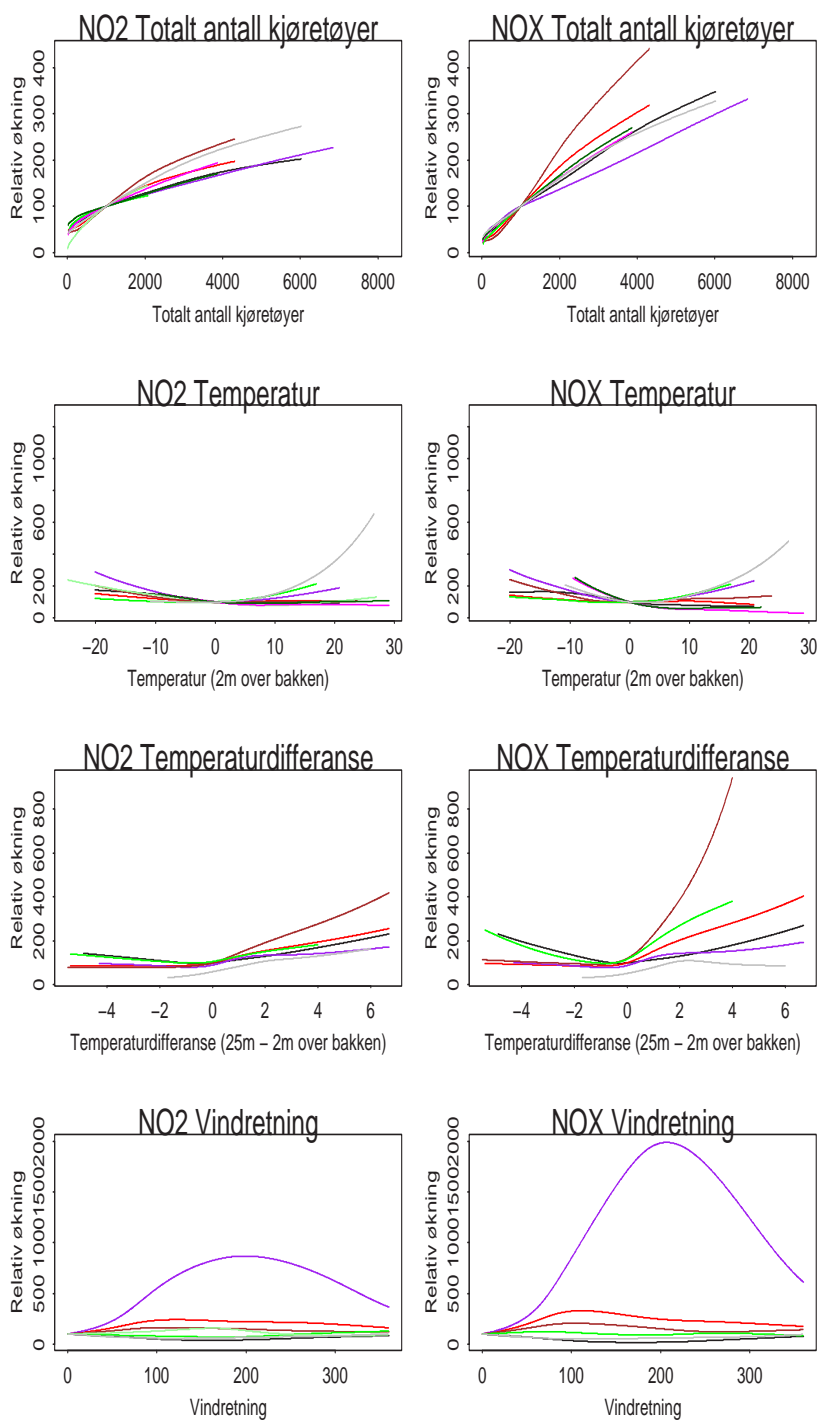 NO2 Totalt antall kjøretøyer
Relativ økning
0 100 200 300 400
0 2000 4000 6000 8000
Totalt antall kjøretøyer
NOX Totalt antall kjøretøyer
Relativ økning
0 100 200 300 400
0 2000 4000 6000 8000
Totalt antall kjøretøyer
NO2 Temperatur
Relativ økning
0 200 600 1000
−20 −10 0 10 20 30
Temperatur (2m over bakken)
NOX Temperatur
Relativ økning
0 200 600 1000
−20 −10 0 10 20 30
Temperatur (2m over bakken)
NO2 Temperaturdifferanse
Relativ økning
0 200 400 600 800
−4 −2 0 2 4 6
Temperaturdifferanse (25m − 2m over bakken)
NOX Temperaturdifferanse
Relativ økning
0 200 400 600 800
−4 −2 0 2 4 6
Temperaturdifferanse (25m − 2m over bakken)
NO2 Vindretning
Relativ økning
0 500 1000 1500 2000
0 100 200 300
Vindretning
NOX Vindretning
Relativ økning
0 500 1000 1500 2000
0 100 200 300
Vindretning